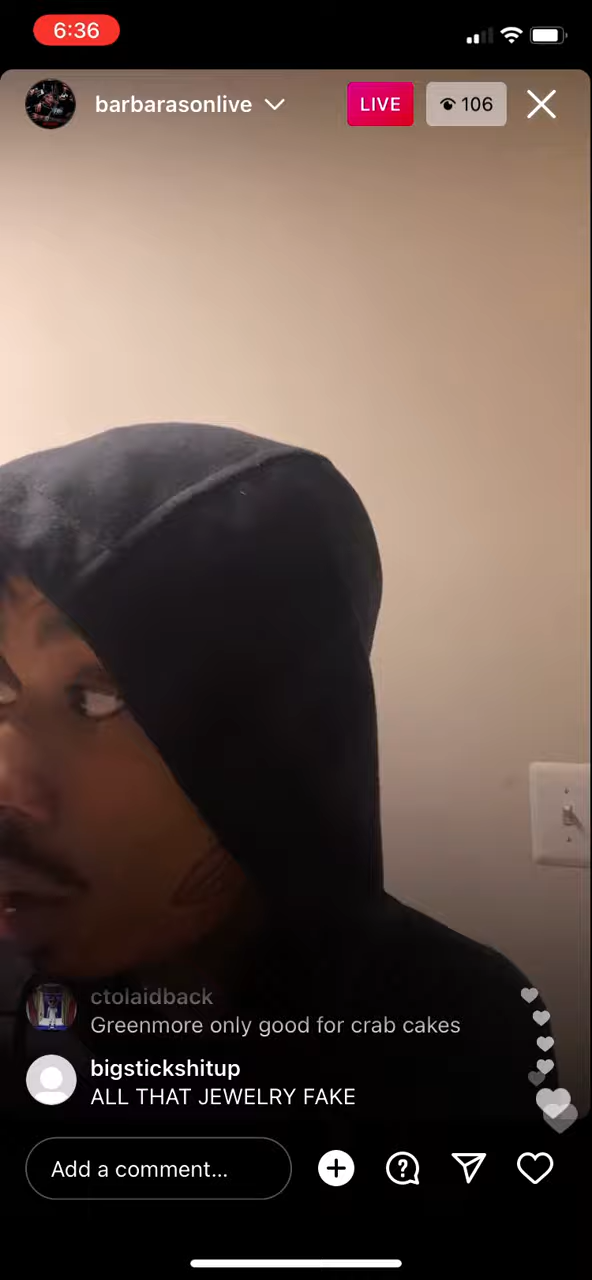 6:36
barbarasonlive
LIVE
106
ctolaidback
Greenmore only good for crab cakes
bigstickshitup
ALL THAT JEWELRY FAKE
Add a comment...